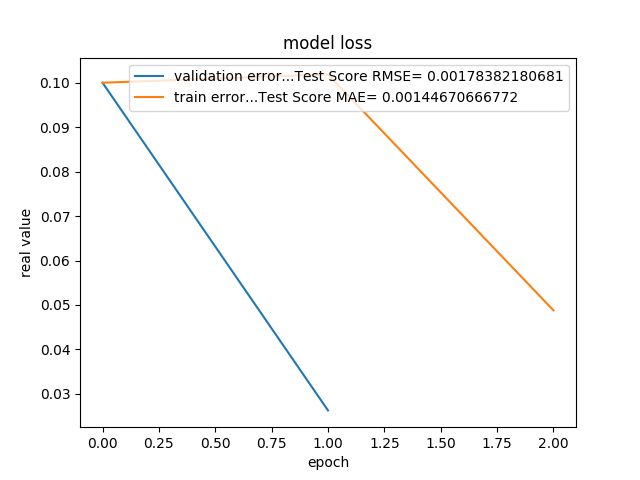 model loss
validation error...Test Score RMSE= 0.00178382180681
train error...Test Score MAE= 0.00144670666772
real value
0.10
0.09
0.08
0.07
0.06
0.05
0.04
0.03
0.00 0.25 0.50 0.75 1.00 1.25 1.50 1.75 2.00
epoch